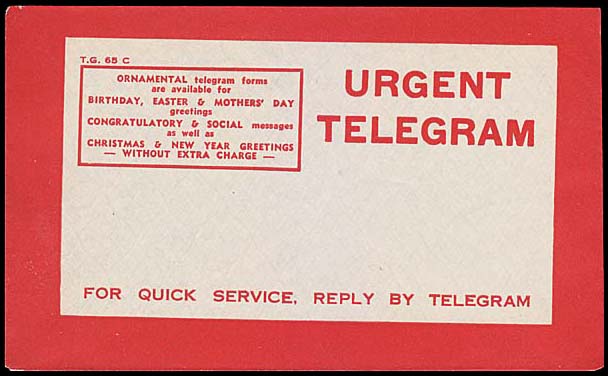 T.G. 65 C
ORNAMENTAL telegram forms
are available for
BIRTHDAY, EASTER & MOTHERS' DAY
greetings
CONGRATULATORY & SOCIAL messages
as well as
CHRISTMAS & NEW YEAR GREETINGS
— WITHOUT EXTRA CHARGE —
URGENT
TELEGRAM
FOR QUICK SERVICE, REPLY BY TELEGRAM